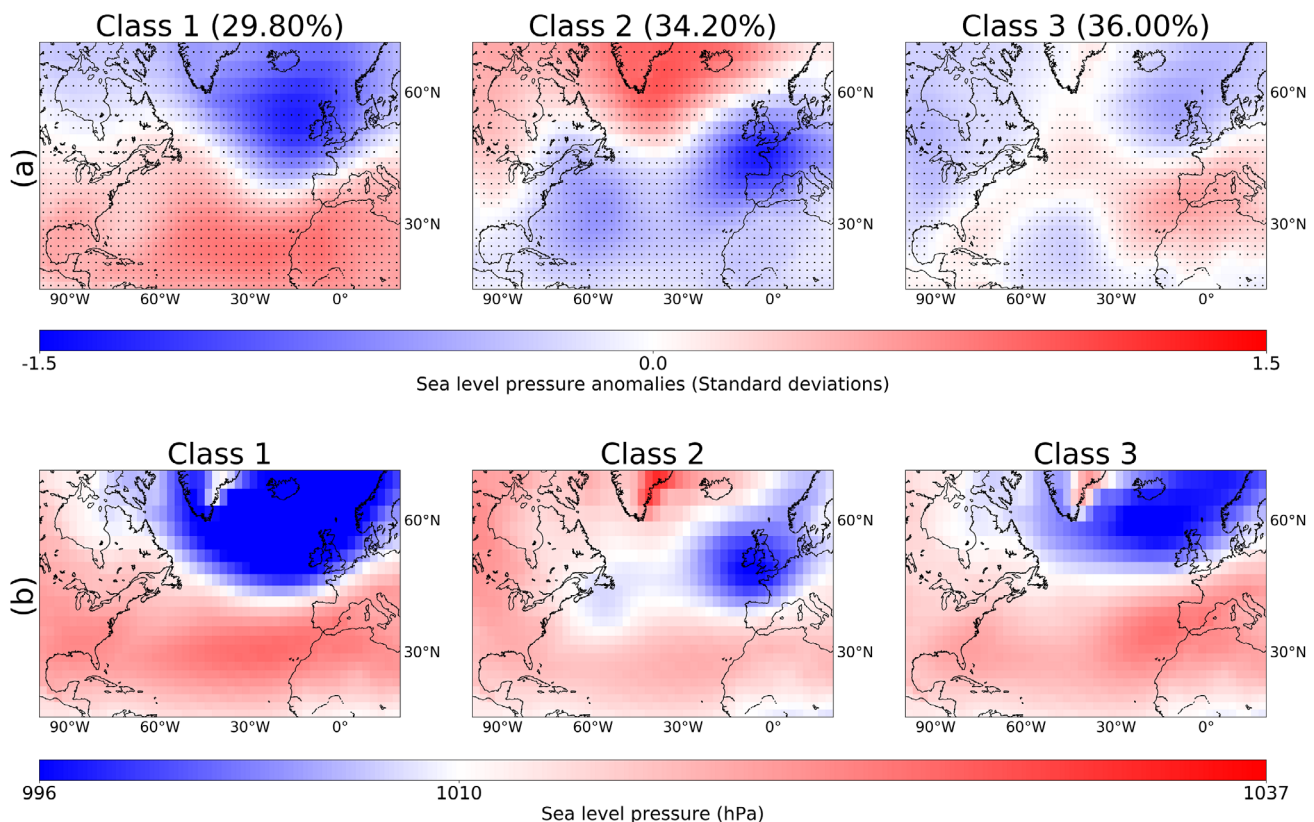 Class 1 (29.80%) Class 2 (34.20%) Class 3 (36.00%)
(a)
60°N 60°N 60°N
30°N 30°N 30°N
90°W 60°W 30°W 0° 90°W 60°W 30°W 0° 90°W 60°W 30°W 0°
-1.5 0.0 1.5
Sea level pressure anomalies (Standard deviations)
Class 1 Class 2 Class 3
(b)
60°N 60°N 60°N
30°N 30°N 30°N
90°W 60°W 30°W 0° 90°W 60°W 30°W 0° 90°W 60°W 30°W 0°
996 1010 1037
Sea level pressure (hPa)